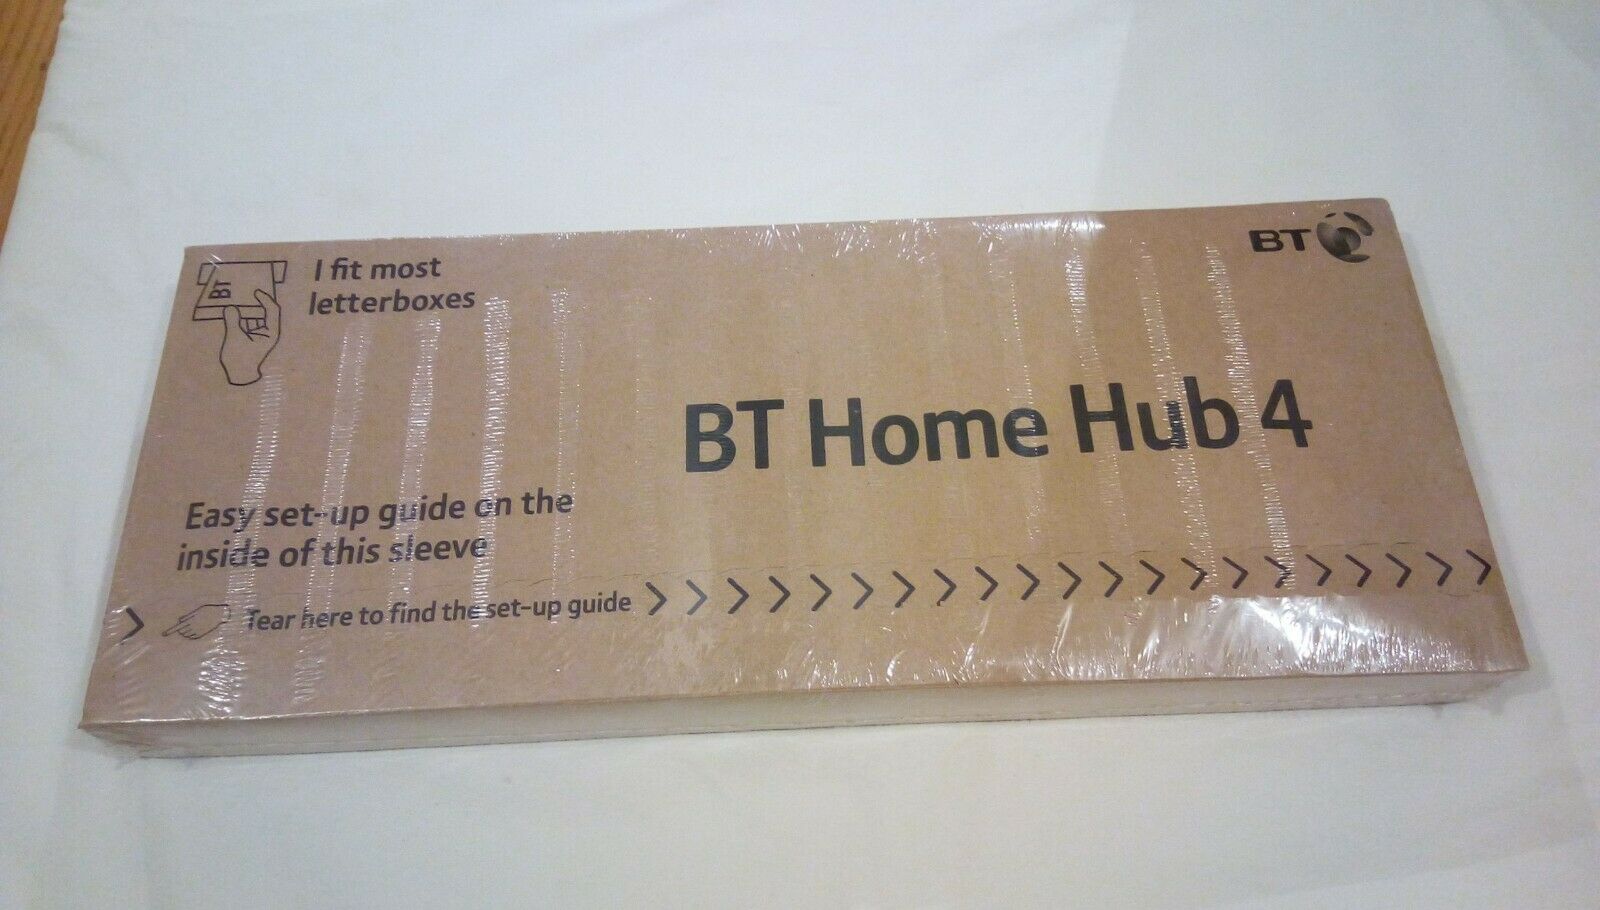 BT
I fit most
letterboxes
BT
BT Home Hub 4
Easy set-up guide on the
inside of this sleeve
Tear here to find the set-up guide